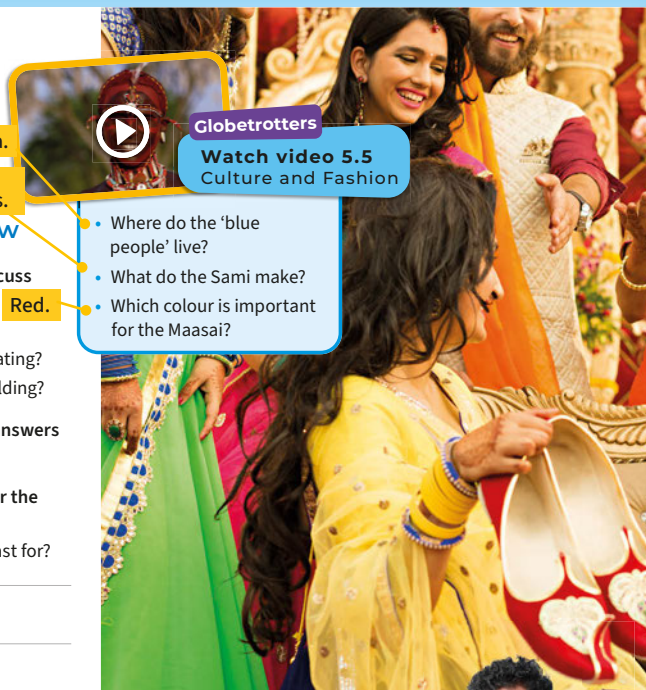 Globetrotters
Watch video 5.5
Culture and Fashion
s.
w
• Where do the ‘blue
people’ live?
• What do the Sami make?
• Which colour is important
for the Maasai?
cuss
Red.
ating?
lding?
nswers
r the
ast for?